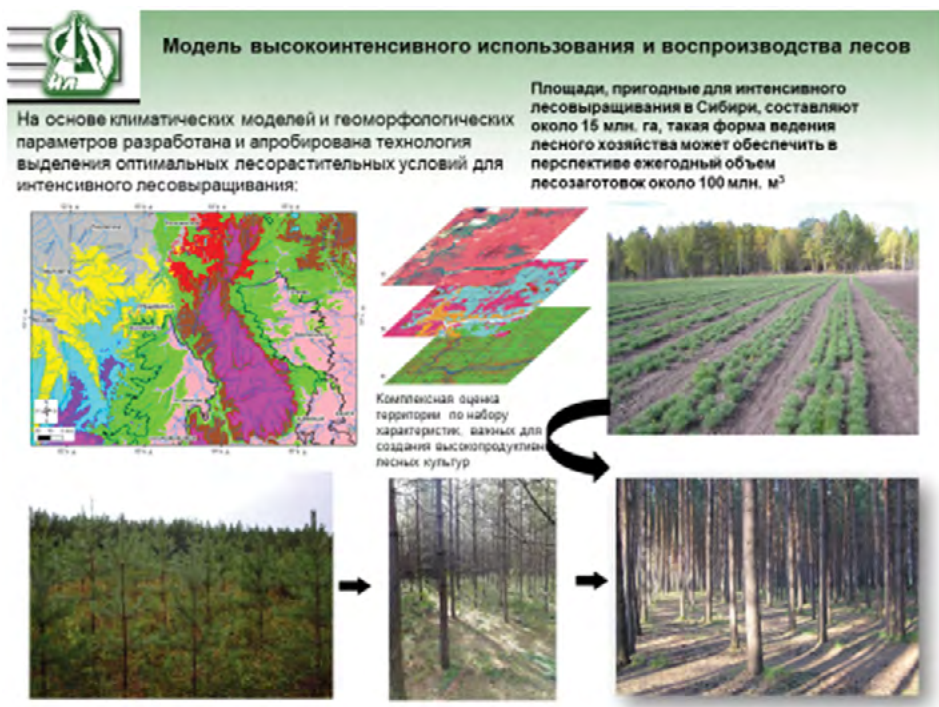 Модель высокоинтенсивного использования и воспроизводства лесов
На основе климатических моделей и геоморфологических
параметров разработана и апробирована технология
выделения оптимальных лесорастительных условий для
интенсивного лесовыращивания:
Площади, пригодные для интенсивного
лесовыращивания в Сибири, составляют
около 15 млн. га, такая форма ведения
лесного хозяйства может обеспечить в
перспективе ежегодный объем
лесозаготовок около 100 млн. м³
Комплексная оценка
территории по набору
характеристик, важных для
создания высокопродуктивн
лесных культур